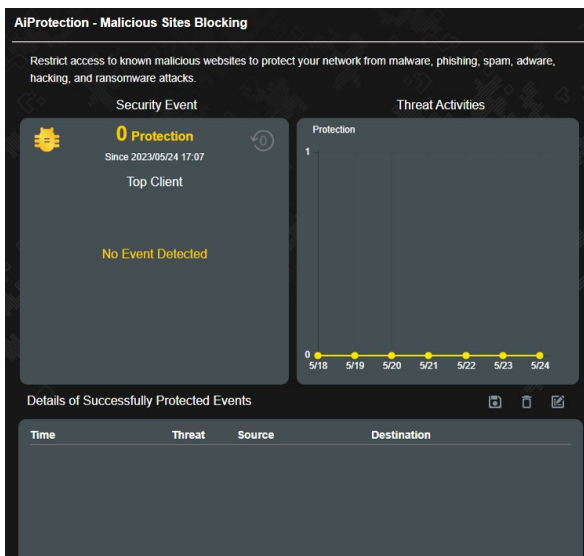 AiProtection - Malicious Sites Blocking
Restrict access to known malicious websites to protect your network from malware, phishing, spam, adware,
hacking, and ransomware attacks.
Security Event
0 Protection
0
Since 2023/05/24 17:07
Top Client
No Event Detected
Threat Activities
Protection
1
0
5/18 5/19 5/20 5/21 5/22 5/23 5/24
Details of Successfully Protected Events
Time Threat Source Destination